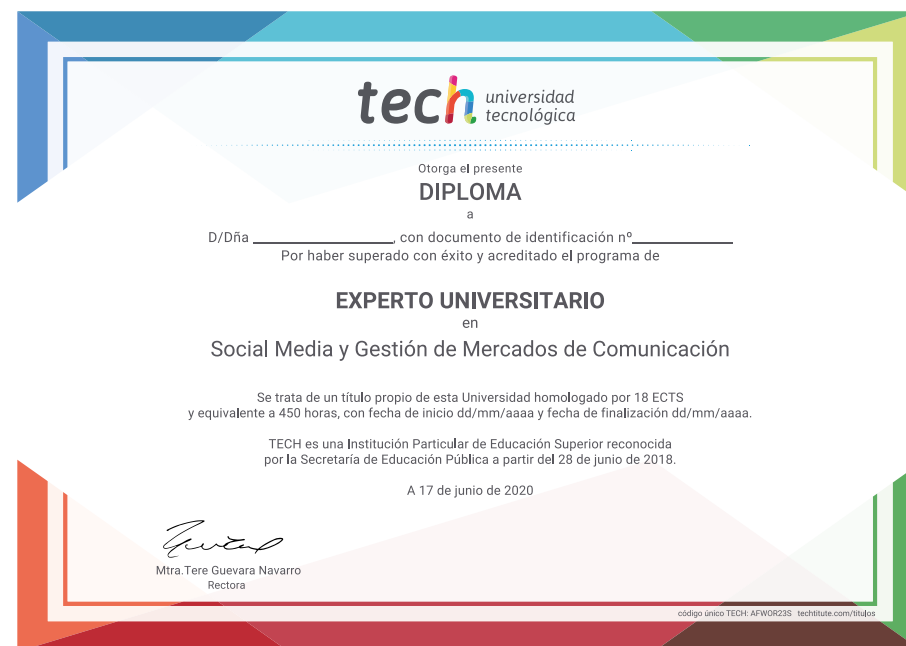 tech universidad
tecnológica
Otorga el presente
DIPLOMA
a
D/Dña ____________________, con documento de identificación nº______________
Por haber superado con éxito y acreditado el programa de
EXPERTO UNIVERSITARIO
en
Social Media y Gestión de Mercados de Comunicación
Se trata de un título propio de esta Universidad homologado por 18 ECTS
y equivalente a 450 horas, con fecha de inicio dd/mm/aaaa y fecha de finalización dd/mm/aaaa.
TECH es una Institución Particular de Educación Superior reconocida
por la Secretaría de Educación Pública a partir del 28 de junio de 2018.
A 17 de junio de 2020
Mtra.Tere Guevara Navarro
Rectora
código único TECH: AFWOR23S techtitute.com/titulos